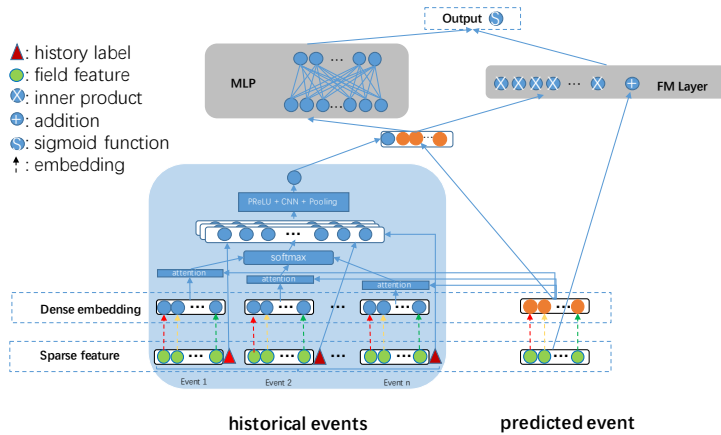 Output S
: history label
: field feature
X : inner product
+ : addition
S : sigmoid function
: embedding
MLP
...
...
X X X X ... X +
FM Layer
...
PReLU + CNN + Pooling
...
softmax
attention
attention
attention
Dense embedding
... ... ... ... ...
Sparse feature
... ... ... ... ...
Event 1 Event 2 Event n
historical events
predicted event